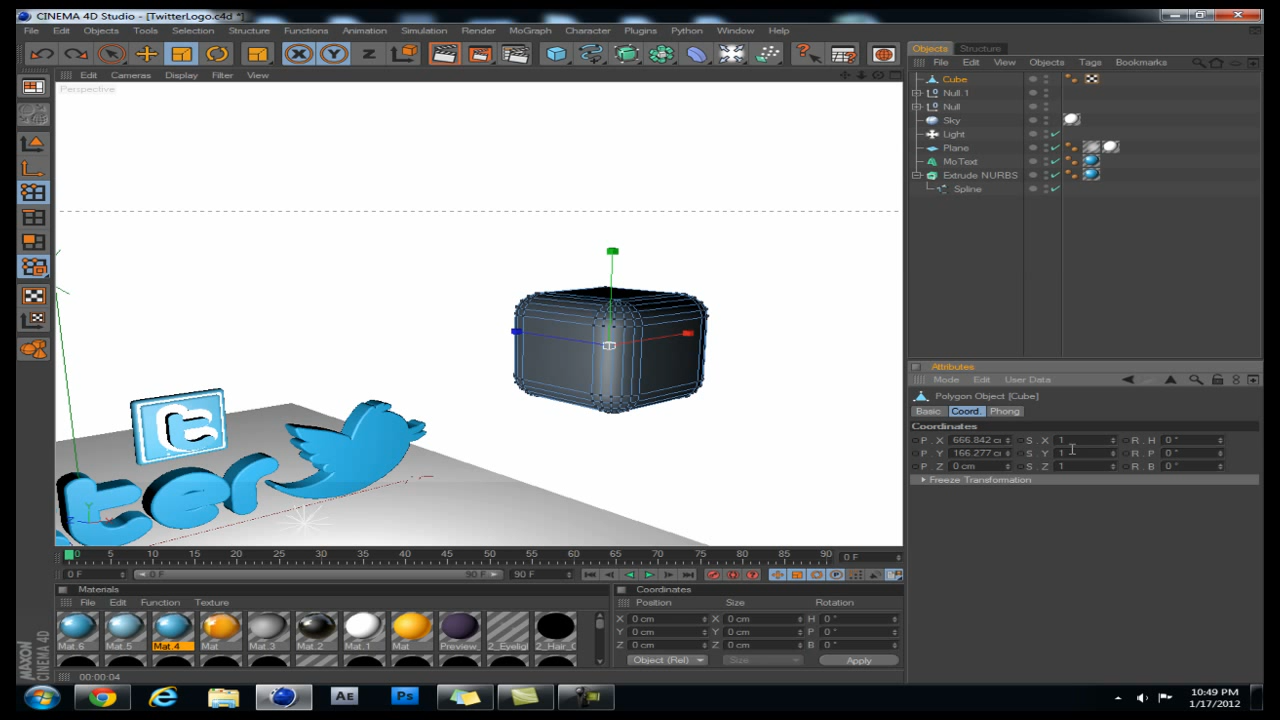 CINEMA 4D Studio - [TwitterLogo.c4d *]
File Edit Objects Tools Selection Structure Functions Animation Simulation Render MoGraph Character Plugins Python Window Help
X Y Z
Edit Cameras Display Filter View
Perspective
ter
Objects Structure
File Edit View Objects Tags Bookmarks
Cube
Null.1
Null
Sky
Light
Plane
MoText
Extrude NURBS
Spline
Attributes
Mode Edit User Data
Polygon Object [Cube]
Basic Coord. Phong
Coordinates
P . X 666.842 c S . X 1 R . H 0 °
P . Y 166.277 c S . Y 1 R . P 0 °
P . Z 0 cm S . Z 1 R . B 0 °
Freeze Transformation
0 5 10 15 20 25 30 35 40 45 50 55 60 65 70 75 80 85 90 0 F
0 F 0 F 90 F 90 F
Materials
File Edit Function Texture
Mat.6 Mat.5 Mat.4 Mat Mat.3 Mat.2 Mat.1 Mat Preview_ 2_Eyeligl 2_Hair_C
Coordinates
Position Size Rotation
X 0 cm X 0 cm H 0 °
Y 0 cm Y 0 cm P 0 °
Z 0 cm Z 0 cm B 0 °
Object (Rel) Size Apply
MAXON
CINEMA 4D
00:00:04
Ae Ps
10:49 PM
1/17/2012